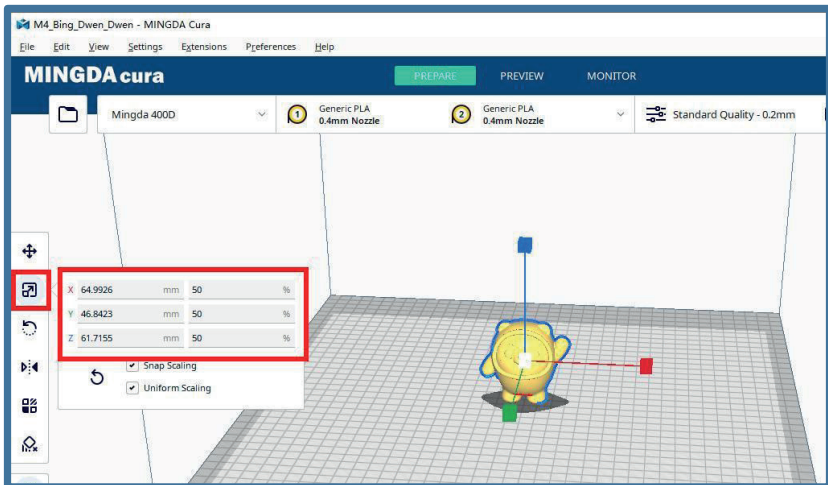 M4_Bing_Dwen_Dwen - MINGDA Cura
File Edit View Settings Extensions Preferences Help
MINGDA cura PREPARE PREVIEW MONITOR
Mingda 400D 1 Generic PLA 2 Generic PLA Standard Quality - 0.2mm
0.4mm Nozzle 0.4mm Nozzle
X 64.9926 mm 50 %
Y 46.8423 mm 50 %
Z 61.7155 mm 50 %
Snap Scaling
Uniform Scaling